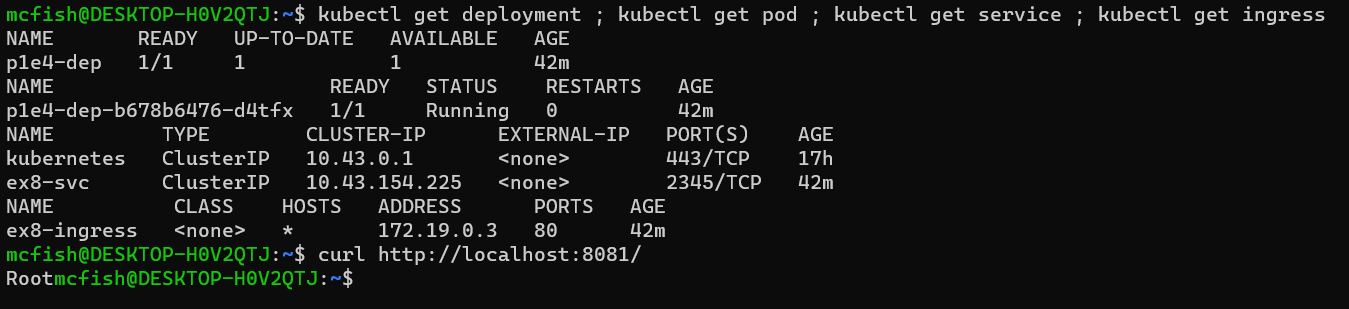 mcfish@DESKTOP-H0V2QTJ:~$ kubectl get deployment ; kubectl get pod ; kubectl get service ; kubectl get ingress
NAME       READY   UP-TO-DATE   AVAILABLE   AGE
p1e4-dep   1/1     1            1           42m
NAME                       READY   STATUS    RESTARTS   AGE
p1e4-dep-b678b6476-d4tfx   1/1     Running   0          42m
NAME         TYPE        CLUSTER-IP      EXTERNAL-IP   PORT(S)    AGE
kubernetes   ClusterIP   10.43.0.1       <none>        443/TCP    17h
ex8-svc      ClusterIP   10.43.154.225   <none>        2345/TCP   42m
NAME          CLASS    HOSTS   ADDRESS      PORTS   AGE
ex8-ingress   <none>   *       172.19.0.3   80      42m
mcfish@DESKTOP-H0V2QTJ:~$ curl http://localhost:8081/
Rootmcfish@DESKTOP-H0V2QTJ:~$